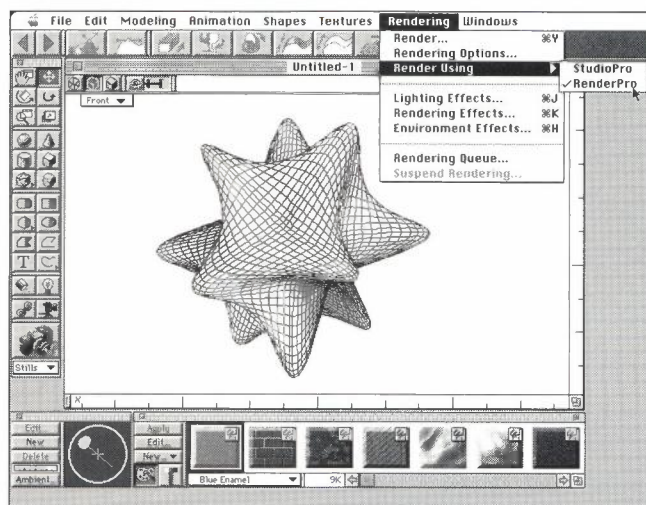 File Edit Modeling Animation Shapes Textures Rendering Windows
Render... ⌘Y
Rendering Options...
Render Using
StudioPro
✓RenderPro
Untitled-1
Front
Lighting Effects... ⌘J
Rendering Effects... ⌘K
Environment Effects... ⌘H
Rendering Queue...
Suspend Rendering...
T
Stills
X
Edit...
New
Delete
Ambient...
Apply
Edit...
New...
Blue Enamel
9K